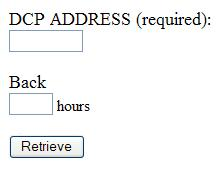 DCP ADDRESS (required):
Back
hours
Retrieve